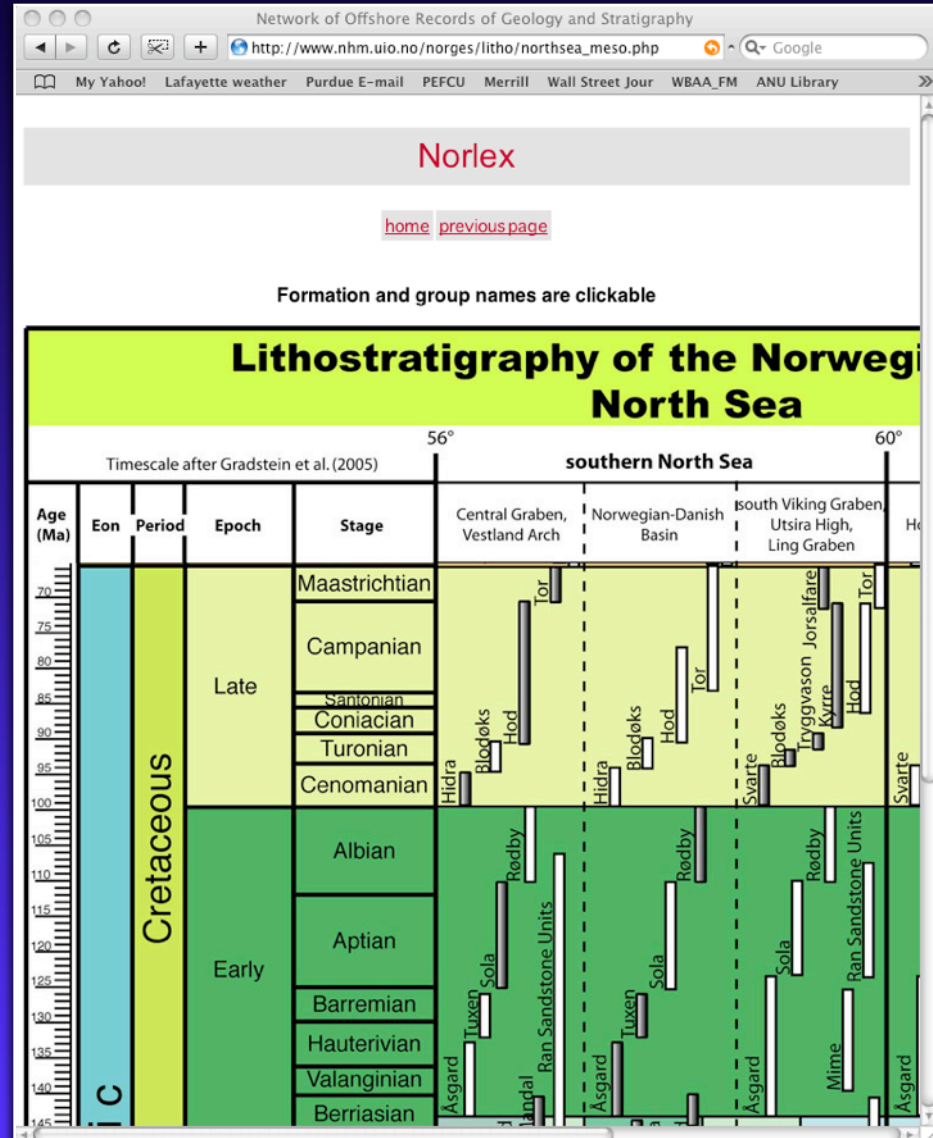 Network of Offshore Records of Geology and Stratigraphy
http://www.nhm.uio.no/norges/litho/northsea_meso.php
Google
My Yahoo! Lafayette weather Purdue E-mail PEFCU Merrill Wall Street Jour WBAA_FM ANU Library
Norlex
home previous page
Formation and group names are clickable
Lithostratigraphy of the Norwegi
North Sea
56° 60°
Timescale after Gradstein et al. (2005) southern North Sea
Age (Ma) Eon Period Epoch Stage
Central Graben, Vestland Arch
Norwegian-Danish Basin
south Viking Graben, Utsira High, Ling Graben
Ho
70
75
80
85
90
95
100
105
110
115
120
125
130
135
140
145
ic
Cretaceous
Late
Early
Maastrichtian
Campanian
Santonian
Coniacian
Turonian
Cenomanian
Albian
Aptian
Barremian
Hauterivian
Valanginian
Berriasian
Hidra Blodøks Hod Tor
Hidra Blodøks Hod Tor
Svarte Blodøks Tryggvason Kyrre Jorsalfare Hod Tor
Svarte
Åsgard Tuxen Sola Rødby Ran Sandstone Units
Åsgard Tuxen Sola Rødby
Åsgard Sola Rødby Mime Ran Sandstone Units
Åsgard